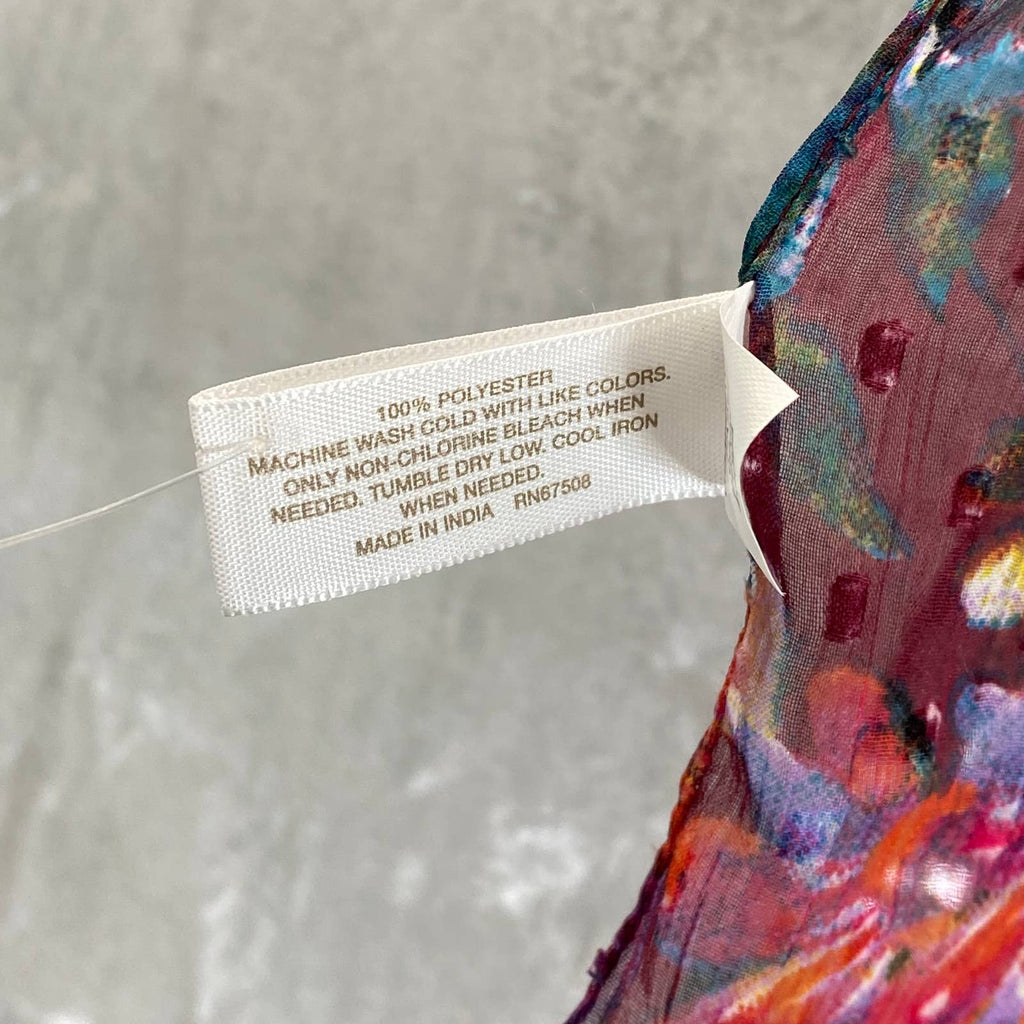 100% POLYESTER
MACHINE WASH COLD WITH LIKE COLORS.
ONLY NON-CHLORINE BLEACH WHEN
NEEDED. TUMBLE DRY LOW. COOL IRON
WHEN NEEDED.
MADE IN INDIA RN67508